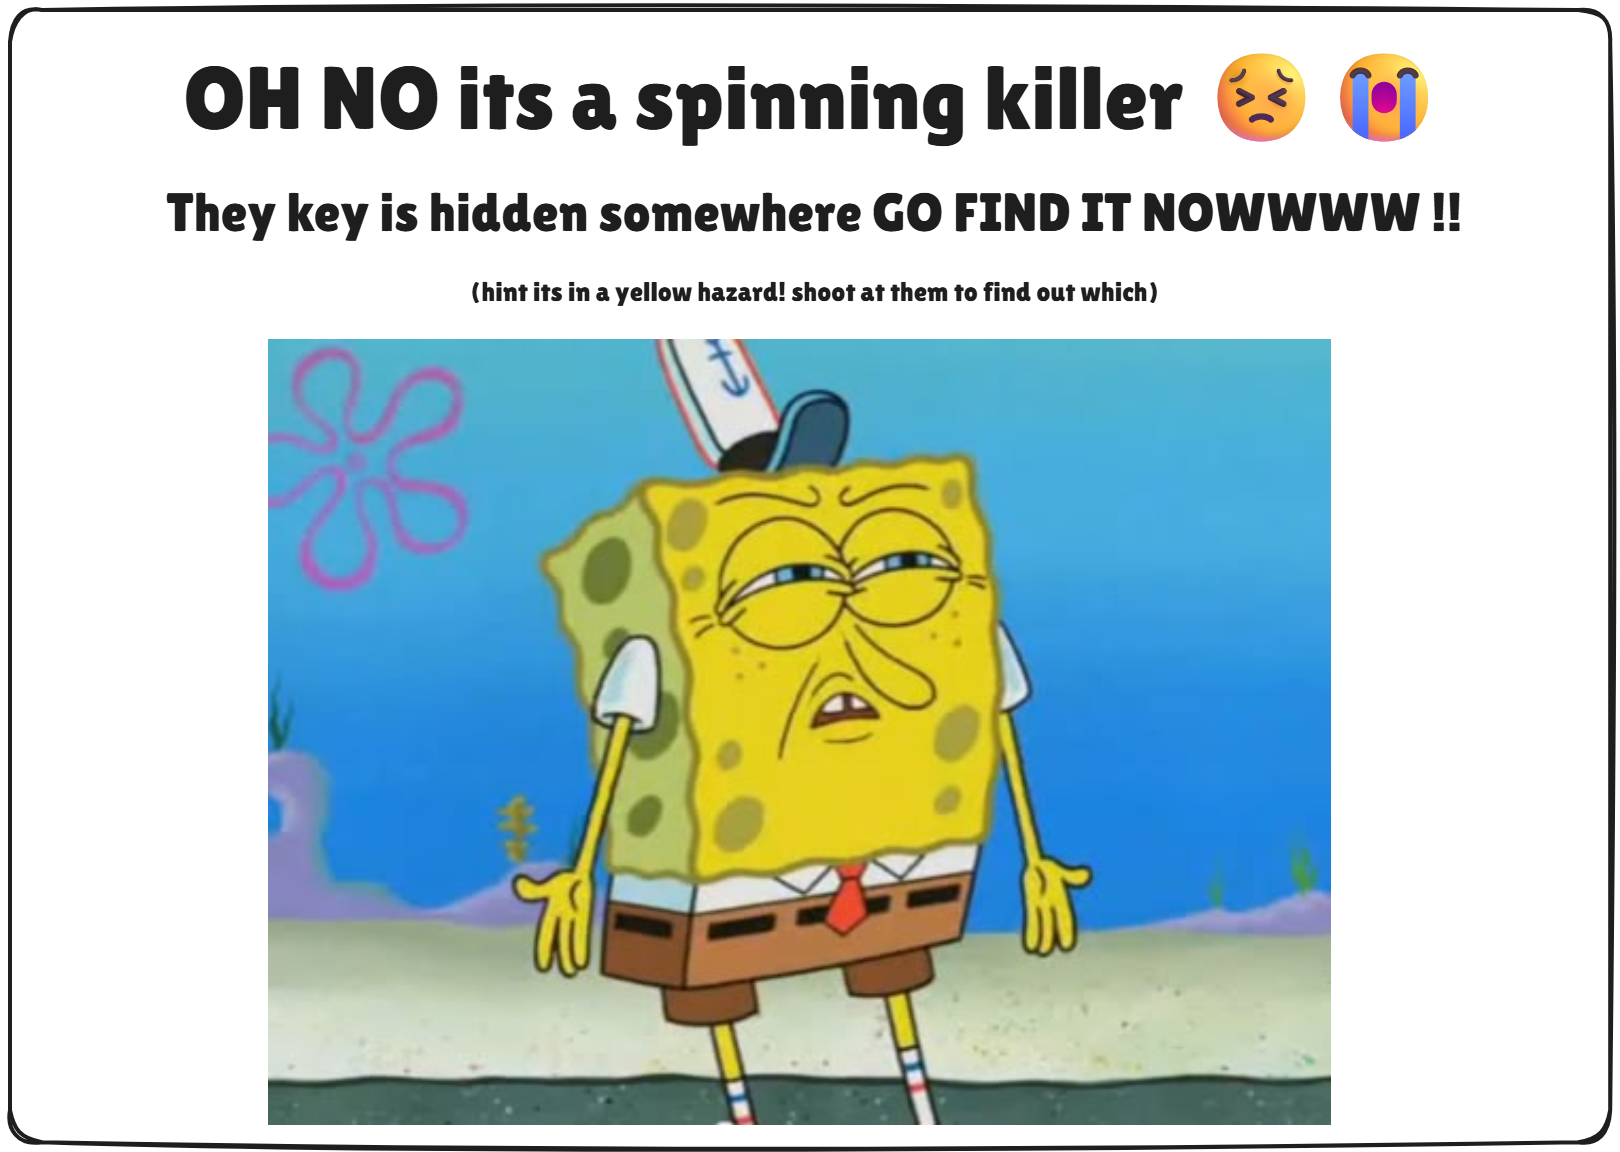 OH NO its a spinning killer 😣 😭
They key is hidden somewhere GO FIND IT NOWWWW !!
(hint its in a yellow hazard! shoot at them to find out which)